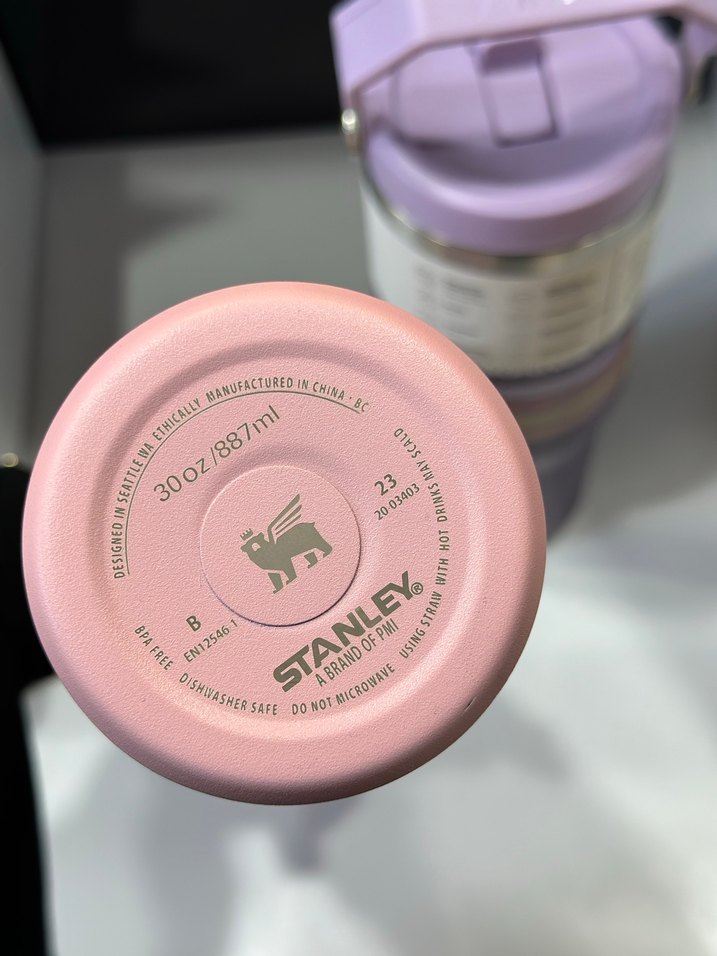 DESIGNED IN SEATTLE WA. ETHICALLY MANUFACTURED IN CHINA · BC
30oz/887ml
23
20 03403
B
EN12546-1
STANLEY®
A BRAND OF PMI
BPA FREE DISHWASHER SAFE DO NOT MICROWAVE USING STRAW WITH HOT DRINKS MAY SCALD